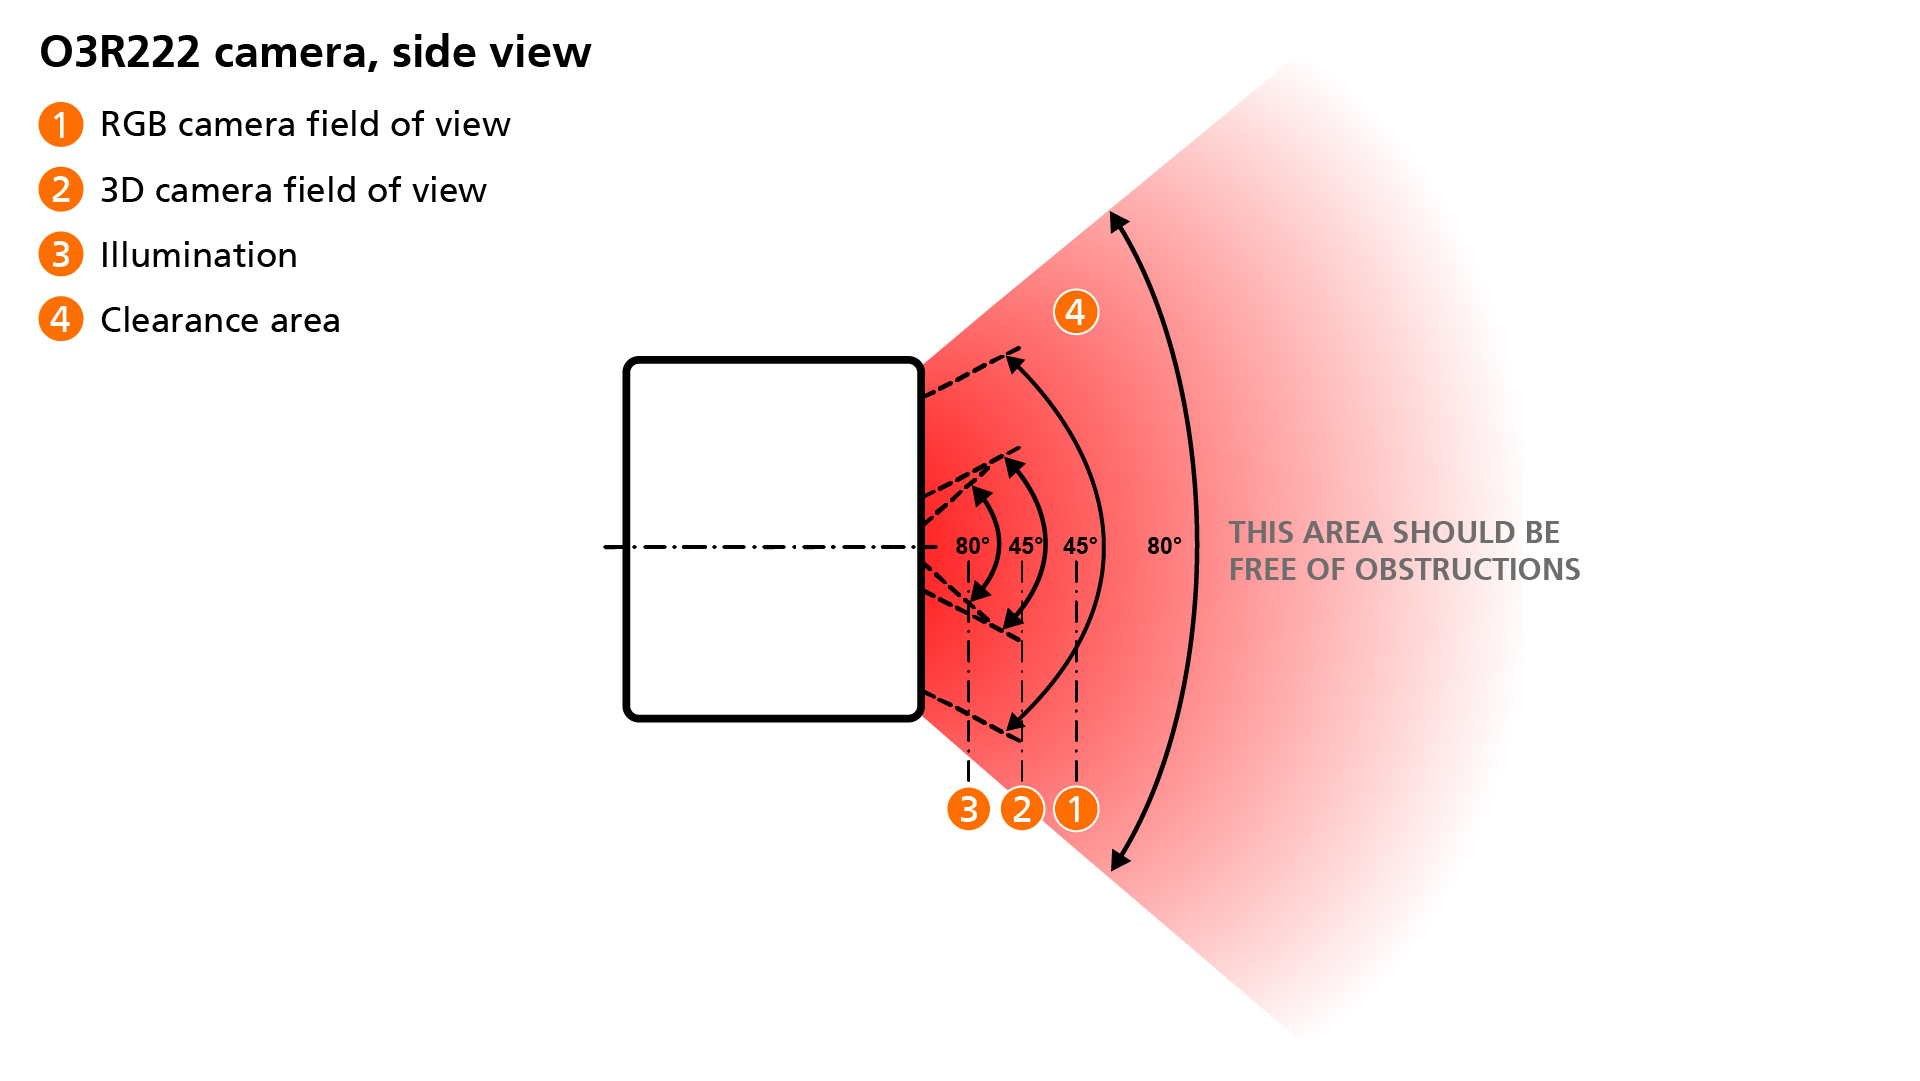 O3R222 camera, side view
1 RGB camera field of view
2 3D camera field of view
3 Illumination
4 Clearance area
4
80° 45° 45° 80°
THIS AREA SHOULD BE
FREE OF OBSTRUCTIONS
3 2 1